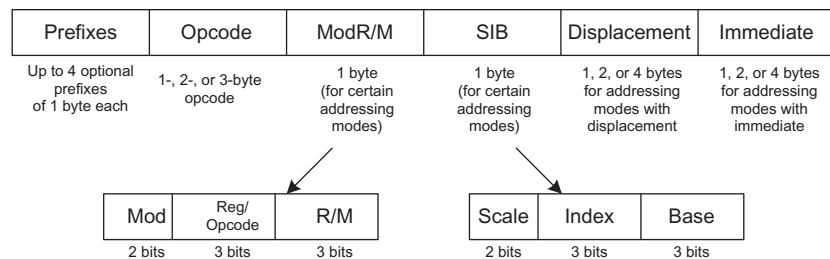 Prefixes Opcode ModR/M SIB Displacement Immediate
Up to 4 optional
prefixes
of 1 byte each
1-, 2-, or 3-byte
opcode
1 byte
(for certain
addressing
modes)
1 byte
(for certain
addressing
modes)
1, 2, or 4 bytes
for addressing
modes with
displacement
1, 2, or 4 bytes
for addressing
modes with
immediate
Mod
Reg/
Opcode
R/M
2 bits 3 bits 3 bits
Scale Index Base
2 bits 3 bits 3 bits